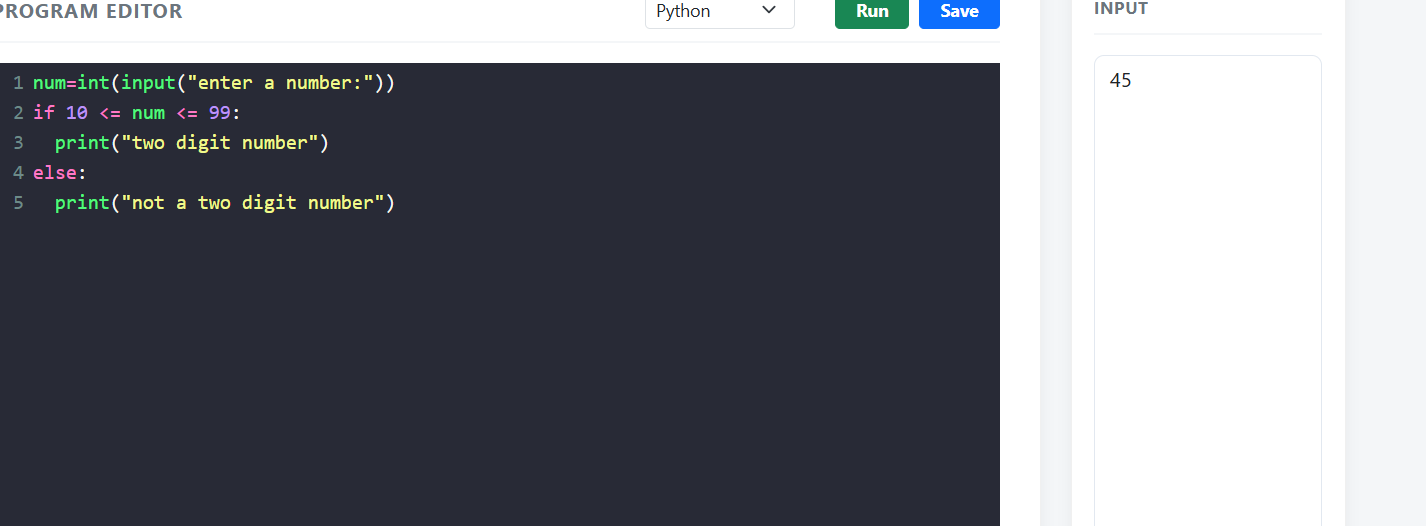 PROGRAM EDITOR
Python
Run
Save
1 num=int(input("enter a number:"))
2 if 10 <= num <= 99:
3   print("two digit number")
4 else:
5   print("not a two digit number")
INPUT
45